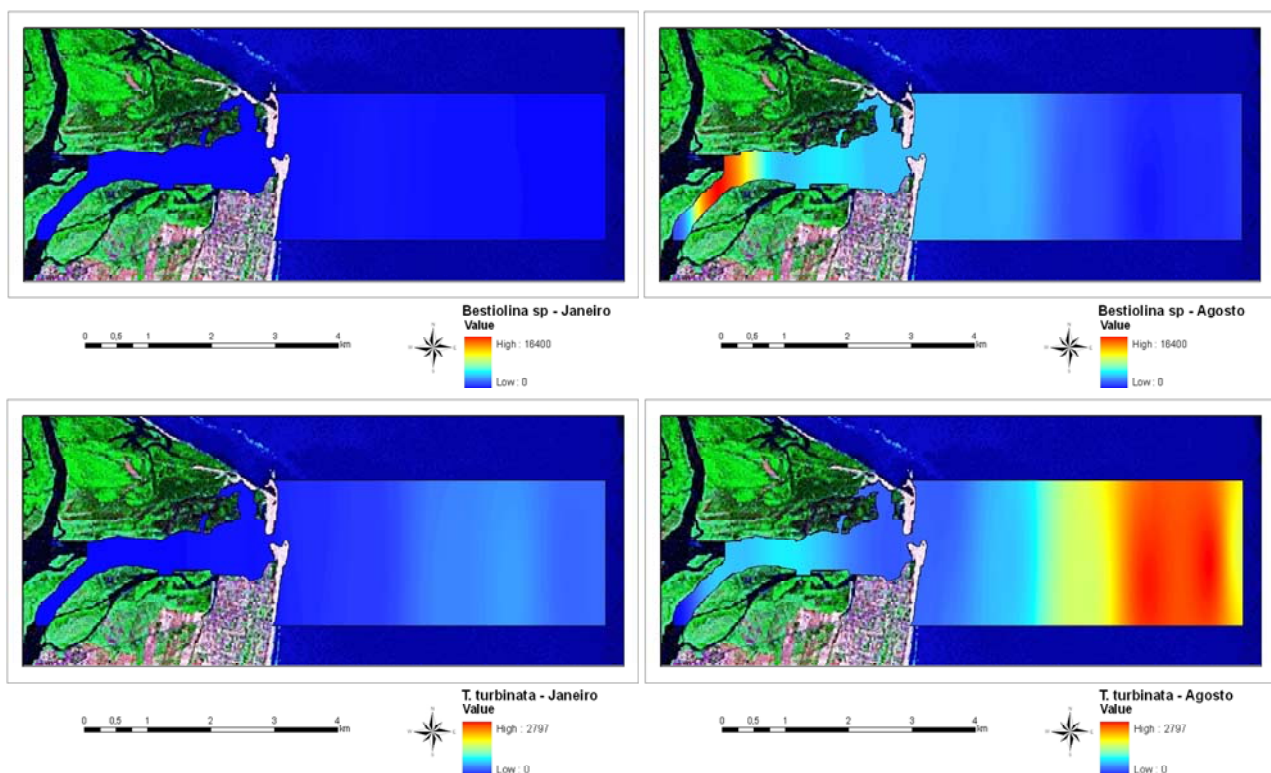 Bestiolina sp - Janeiro
Value
High : 16400
Low : 0
0 0,5 1 2 3 4
km
N
Bestiolina sp - Agosto
Value
High : 16400
Low : 0
0 0,5 1 2 3 4
km
N
T. turbinata - Janeiro
Value
High : 2797
Low : 0
0 0,5 1 2 3 4
km
N
T. turbinata - Agosto
Value
High : 2797
Low : 0
0 0,5 1 2 3 4
km
N